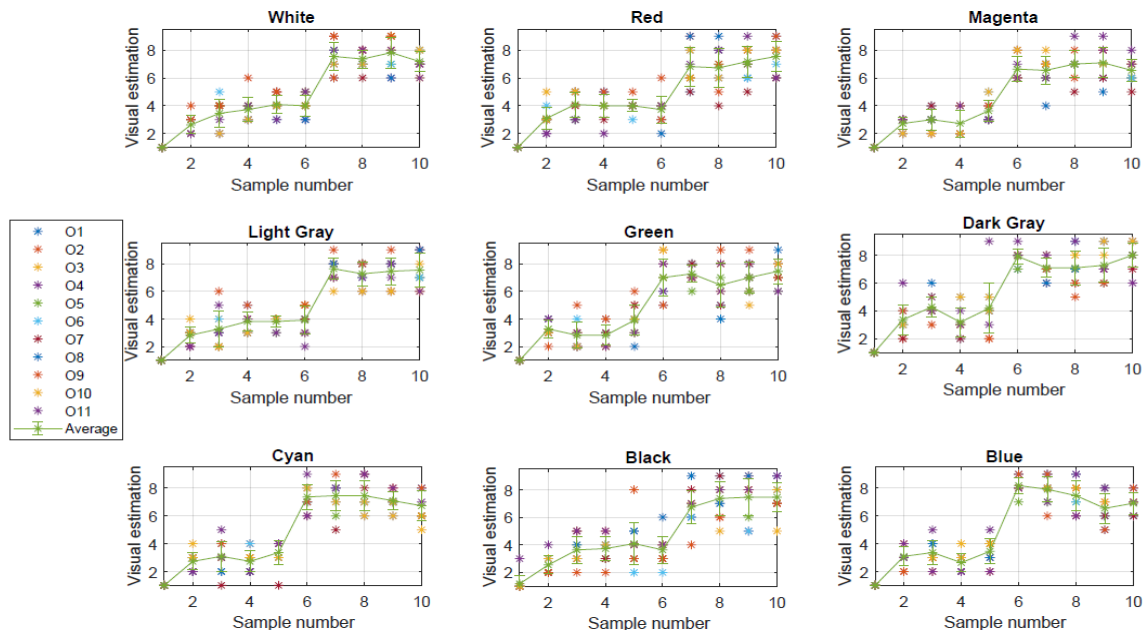 White
Visual estimation
8
6
4
2
2 4 6 8 10
Sample number
Red
Visual estimation
8
6
4
2
2 4 6 8 10
Sample number
Magenta
Visual estimation
8
6
4
2
2 4 6 8 10
Sample number
O1
O2
O3
O4
O5
O6
O7
O8
O9
O10
O11
Average
Light Gray
Visual estimation
8
6
4
2
2 4 6 8 10
Sample number
Green
Visual estimation
8
6
4
2
2 4 6 8 10
Sample number
Dark Gray
Visual estimation
8
6
4
2
2 4 6 8 10
Sample number
Cyan
Visual estimation
8
6
4
2
2 4 6 8 10
Sample number
Black
Visual estimation
8
6
4
2
2 4 6 8 10
Sample number
Blue
Visual estimation
8
6
4
2
2 4 6 8 10
Sample number